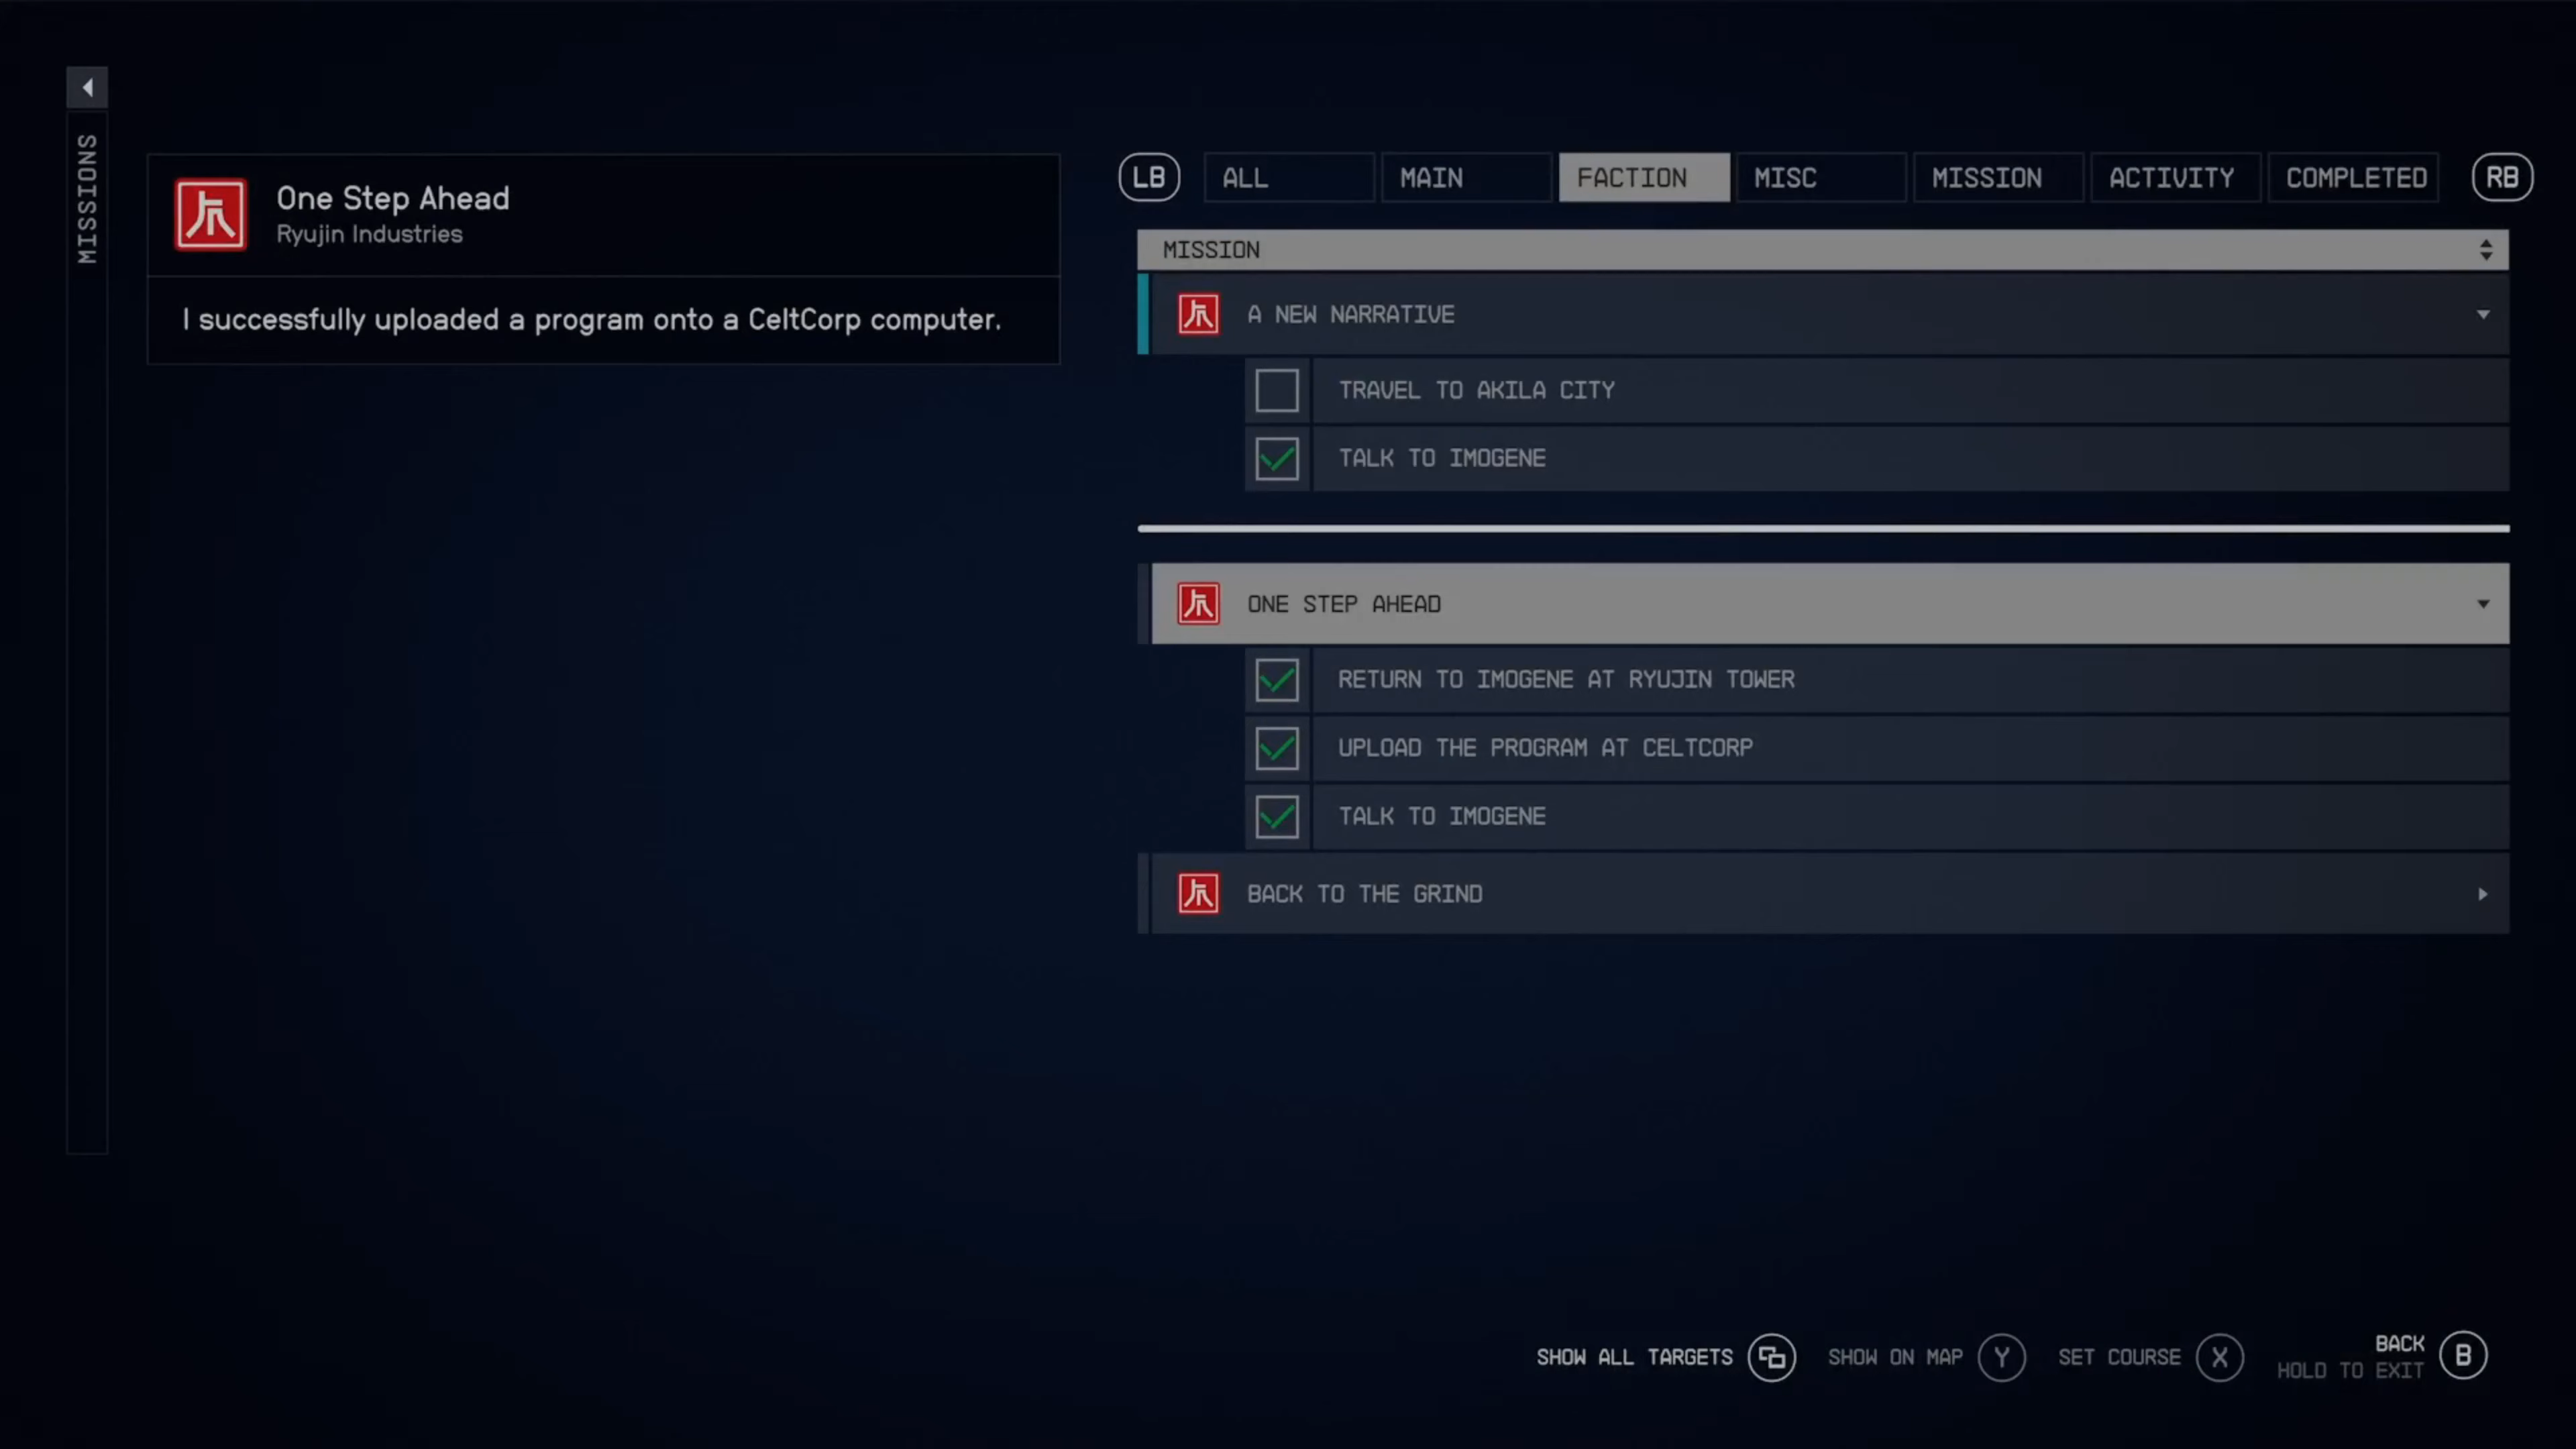 MISSIONS
One Step Ahead
Ryujin Industries
I successfully uploaded a program onto a CeltCorp computer.
LB ALL MAIN FACTION MISC MISSION ACTIVITY COMPLETED RB
MISSION
A NEW NARRATIVE
TRAVEL TO AKILA CITY
TALK TO IMOGENE
ONE STEP AHEAD
RETURN TO IMOGENE AT RYUJIN TOWER
UPLOAD THE PROGRAM AT CELTCORP
TALK TO IMOGENE
BACK TO THE GRIND
SHOW ALL TARGETS SHOW ON MAP Y SET COURSE X BACK B
HOLD TO EXIT